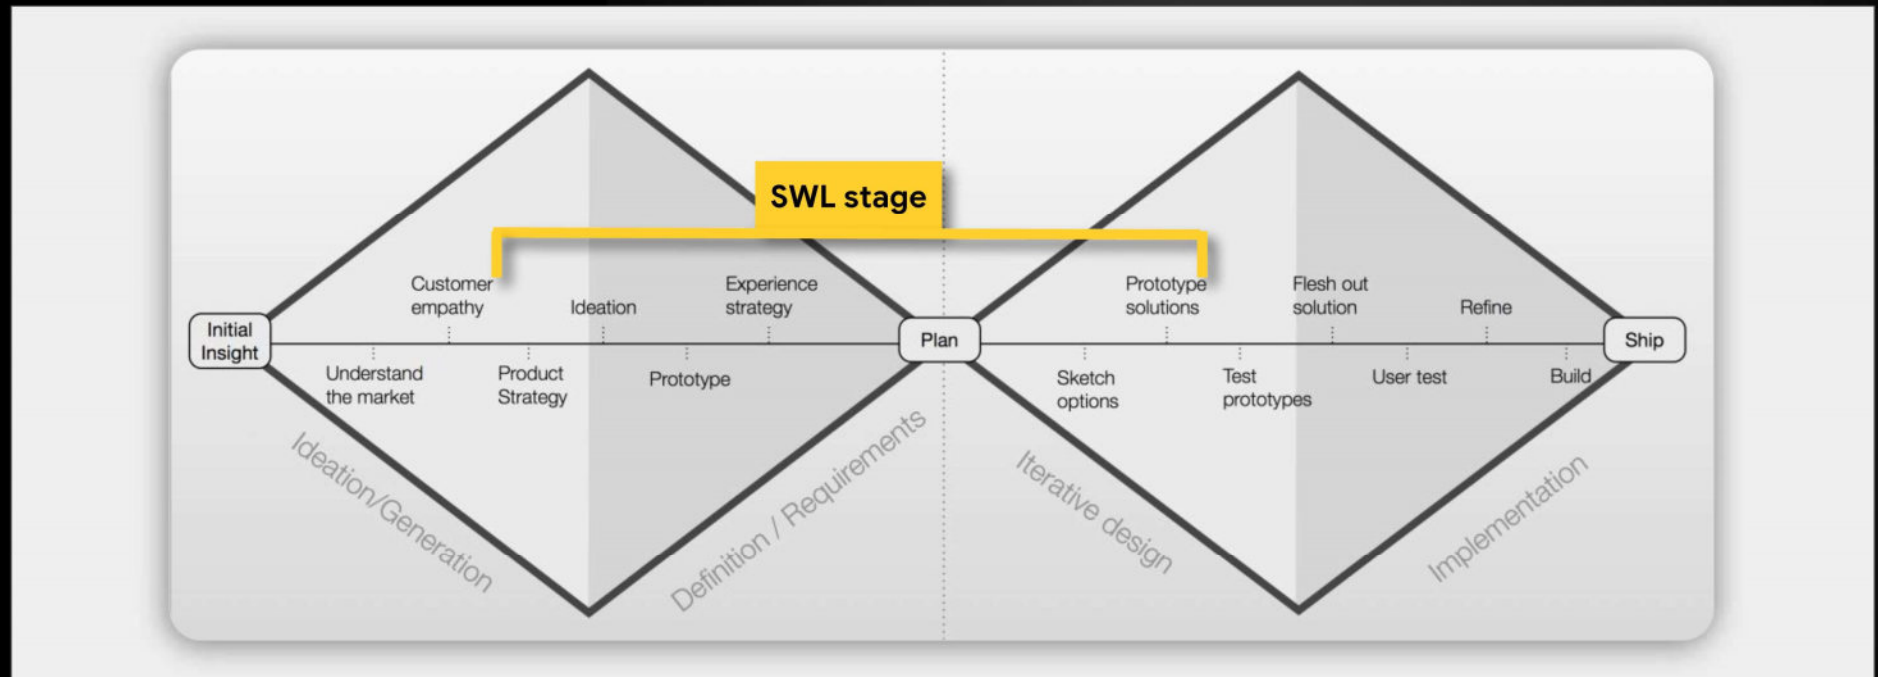 SWL stage
Customer
empathy
Ideation
Experience
strategy
Prototype
solutions
Flesh out
solution
Refine
Initial
Insight
Plan
Ship
Understand
the market
Product
Strategy
Prototype
Sketch
options
Test
prototypes
User test
Build
Ideation/Generation
Definition / Requirements
Iterative design
Implementation